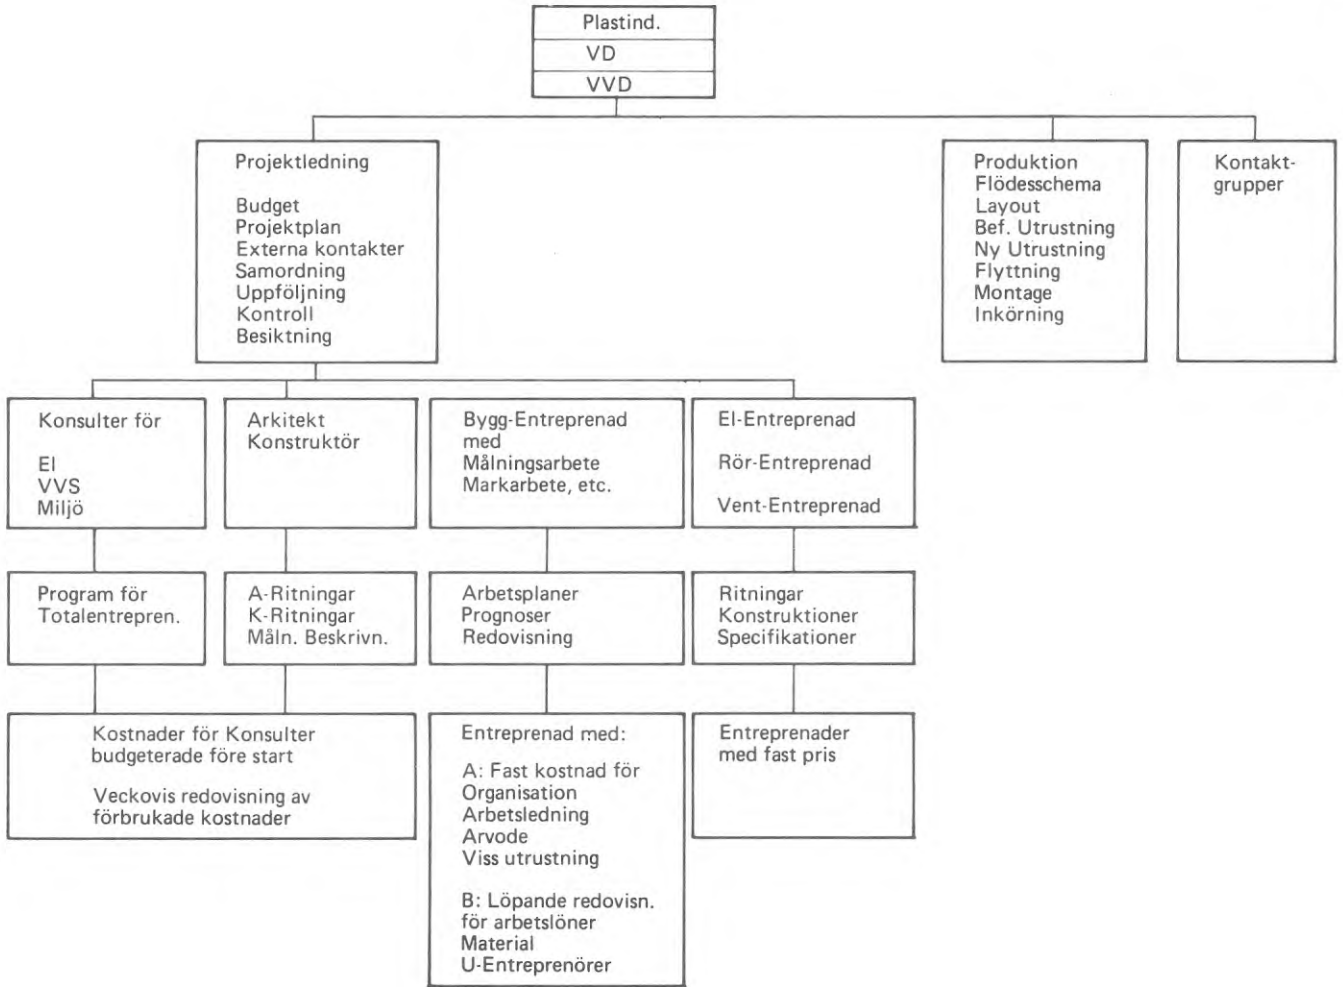 Plastind.
VD
VVD
Projektledning
Budget
Projektplan
Externa kontakter
Samordning
Uppföljning
Kontroll
Besiktning
Produktion
Flödesschema
Layout
Bef. Utrustning
Ny Utrustning
Flyttning
Montage
Inkörning
Kontakt-
grupper
Konsulter för
El
VVS
Miljö
Arkitekt
Konstruktör
Bygg-Entreprenad
med
Målningsarbete
Markarbete, etc.
El-Entreprenad
Rör-Entreprenad
Vent-Entreprenad
Program för
Totalentrepren.
A-Ritningar
K-Ritningar
Måln. Beskrivn.
Arbetsplaner
Prognoser
Redovisning
Ritningar
Konstruktioner
Specifikationer
Kostnader för Konsulter
budgeterade före start
Veckovis redovisning av
förbrukade kostnader
Entreprenad med:
A: Fast kostnad för
Organisation
Arbetsledning
Arvode
Viss utrustning
B: Löpande redovisn.
för arbetslöner
Material
U-Entreprenörer
Entreprenader
med fast pris